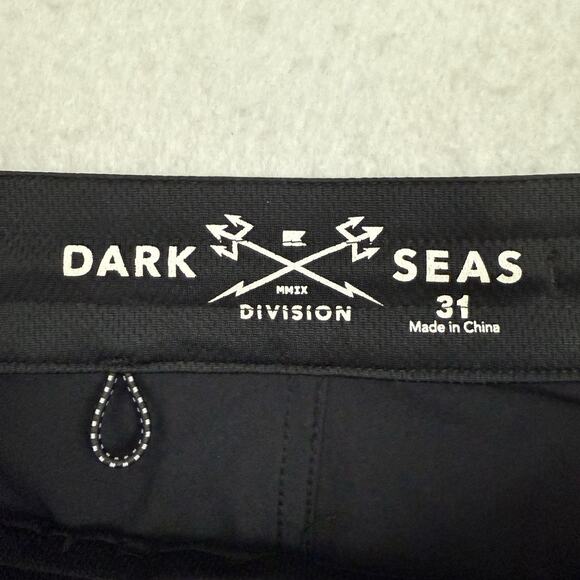 DARK SEAS
MMIX
DIVISION
31
Made in China